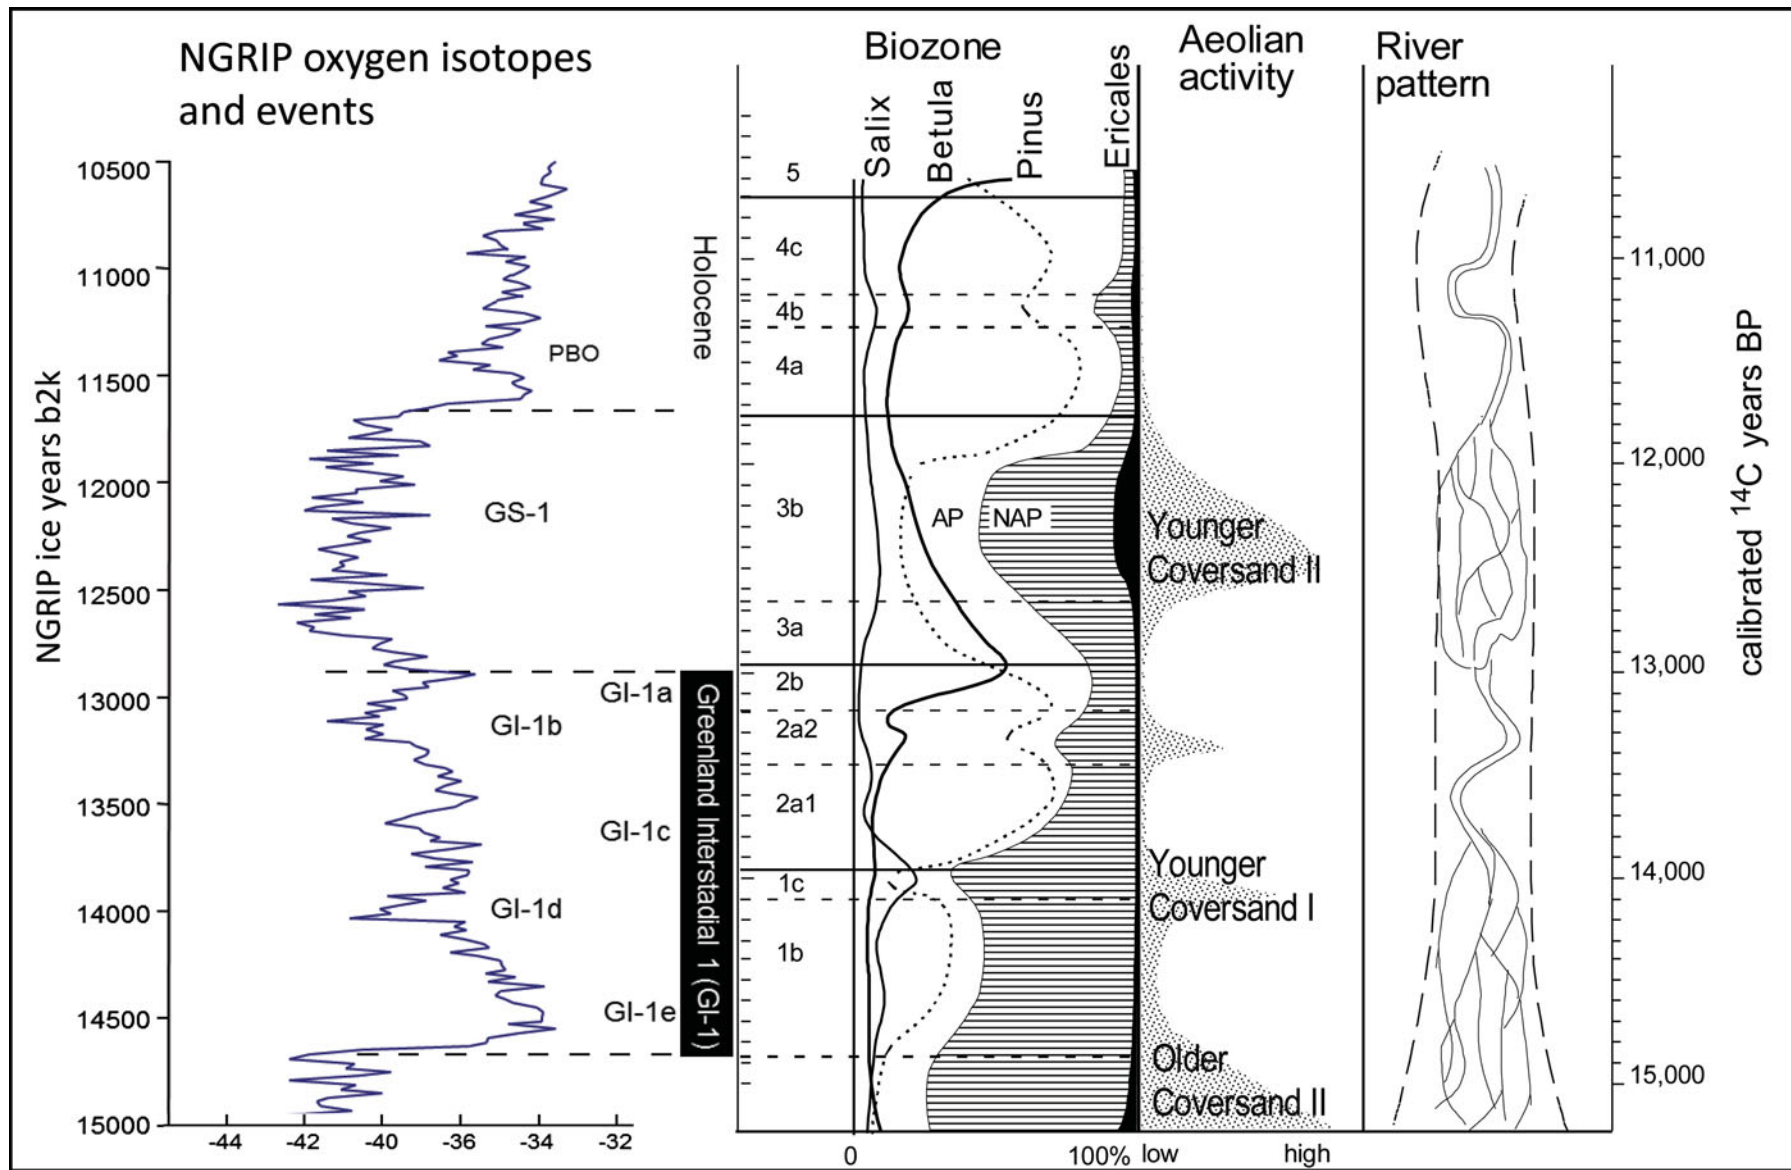 NGRIP oxygen isotopes
and events
Biozone
Aeolian
activity
River
pattern
Salix
Betula
Pinus
Ericales
NGRIP ice years b2k
10500
11000
11500
12000
12500
13000
13500
14000
14500
15000
-44
-42
-40
-36
-34
-32
PBO
GS-1
GI-1a
GI-1b
GI-1c
GI-1d
GI-1e
Holocene
Greenland Interstadial 1 (GI-1)
5
4c
4b
4a
3b
3a
2b
2a2
2a1
1c
1b
AP
NAP
0
100%
Younger
Coversand II
Younger
Coversand I
Older
Coversand II
low
high
11,000
12,000
13,000
14,000
15,000
calibrated 14C years BP